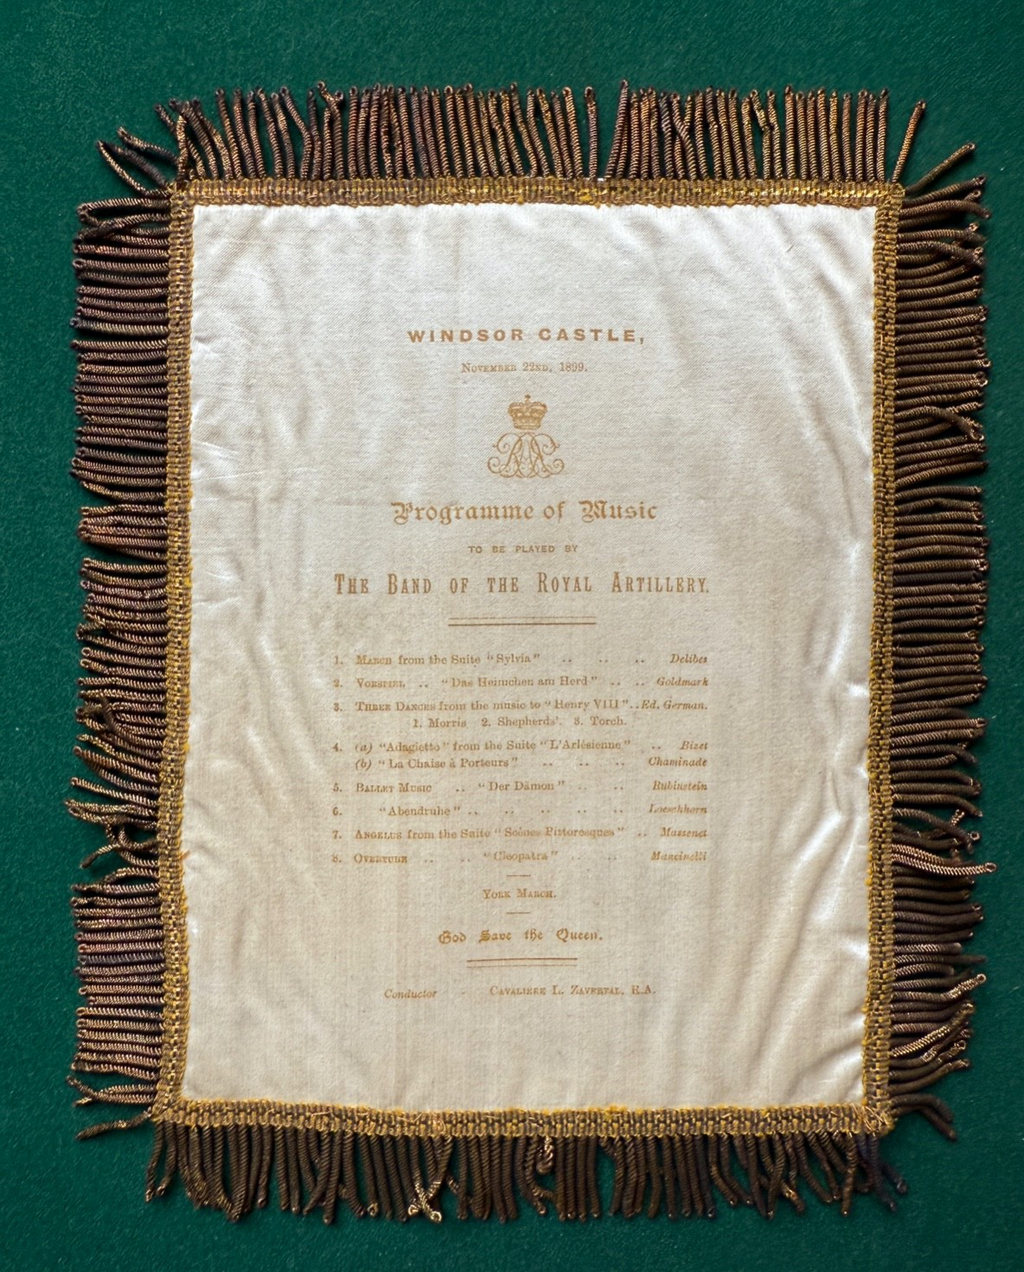 WINDSOR CASTLE,
November 22nd, 1899.
Programme of Music
TO BE PLAYED BY
The Band of the Royal Artillery.
1. March from the Suite "Sylvia" .. .. .. Delibes
2. Vorspiel .. "Das Heimchen am Herd" .. .. Goldmark
3. Three Dances from the music to "Henry VIII" .. Ed. German.
1. Morris 2. Shepherds'. 3. Torch.
4. (a) "Adagietto" from the Suite "L'Arlésienne" .. Bizet
(b) "La Chaise à Porteurs" .. .. .. Chaminade
5. Ballet Music .. "Der Dämon" .. .. Rubinstein
6. "Abendruhe" .. .. .. .. .. Loeschhorn
7. Angelus from the Suite "Scènes Pittoresques" .. Massenet
8. Overture .. .. "Cleopatra" .. .. Mancinelli
York March.
God Save the Queen.
Conductor - Cavaliere L. Zavertal, R.A.